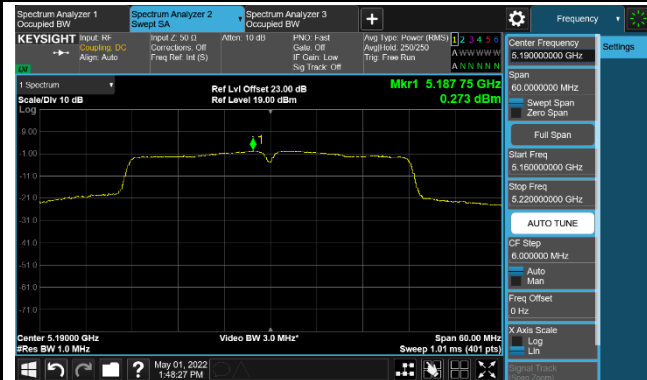 Spectrum Analyzer 1
Occupied BW
Spectrum Analyzer 2
Swept SA
Spectrum Analyzer 3
Occupied BW
+
Frequency
KEYSIGHT
Input: RF
Coupling: DC
Align: Auto
Input Z: 50 Ω
Corrections: Off
Freq Ref: Int (S)
Atten: 10 dB
PNO: Fast
Gate: Off
IF Gain: Low
Sig Track: Off
Avg Type: Power (RMS)
Avg|Hold: 250/250
Trig: Free Run
1 2 3 4 5 6
A W W W W W
A N N N N N
Settings
Center Frequency
5.190000000 GHz
Span
60.0000000 MHz
Swept Span
Zero Span
Full Span
Start Freq
5.160000000 GHz
Stop Freq
5.220000000 GHz
AUTO TUNE
CF Step
6.000000 MHz
Auto
Man
Freq Offset
0 Hz
X Axis Scale
Log
Lin
Signal Track
(Span Zoom)
1 Spectrum
Scale/Div 10 dB
Log
Ref Lvl Offset 23.00 dB
Ref Level 19.00 dBm
Mkr1 5.187 75 GHz
0.273 dBm
1
9.00
-1.00
-11.0
-21.0
-31.0
-41.0
-51.0
-61.0
-71.0
Center 5.19000 GHz
#Res BW 1.0 MHz
Video BW 3.0 MHz*
Span 60.00 MHz
Sweep 1.01 ms (401 pts)
?
May 01, 2022
1:48:27 PM